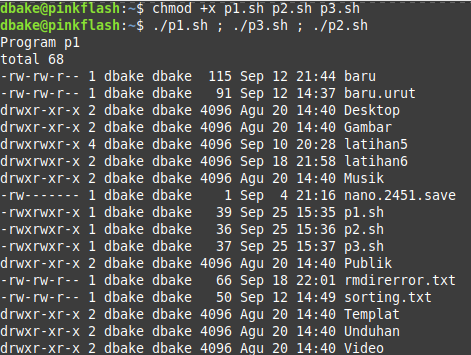 dbake@pinkflash:~$ chmod +x p1.sh p2.sh p3.sh
dbake@pinkflash:~$ ./p1.sh ; ./p3.sh ; ./p2.sh
Program p1
total 68
-rw-rw-r-- 1 dbake dbake  115 Sep 12 21:44 baru
-rw-rw-r-- 1 dbake dbake   91 Sep 12 14:37 baru.urut
drwxr-xr-x 2 dbake dbake 4096 Agu 20 14:40 Desktop
drwxr-xr-x 2 dbake dbake 4096 Agu 20 14:40 Gambar
drwxrwxr-x 4 dbake dbake 4096 Sep 10 20:28 latihan5
drwxrwxr-x 2 dbake dbake 4096 Sep 18 21:58 latihan6
drwxr-xr-x 2 dbake dbake 4096 Agu 20 14:40 Musik
-rw------- 1 dbake dbake    1 Sep  4 21:16 nano.2451.save
-rwxrwxr-x 1 dbake dbake   39 Sep 25 15:35 p1.sh
-rwxrwxr-x 1 dbake dbake   36 Sep 25 15:36 p2.sh
-rwxrwxr-x 1 dbake dbake   37 Sep 25 15:37 p3.sh
drwxr-xr-x 2 dbake dbake 4096 Agu 20 14:40 Publik
-rw-rw-r-- 1 dbake dbake   66 Sep 18 22:01 rmdirerror.txt
-rw-rw-r-- 1 dbake dbake   50 Sep 12 14:49 sorting.txt
drwxr-xr-x 2 dbake dbake 4096 Agu 20 14:40 Templat
drwxr-xr-x 2 dbake dbake 4096 Agu 20 14:40 Unduhan
drwxr-xr-x 2 dbake dbake 4096 Agu 20 14:40 Video